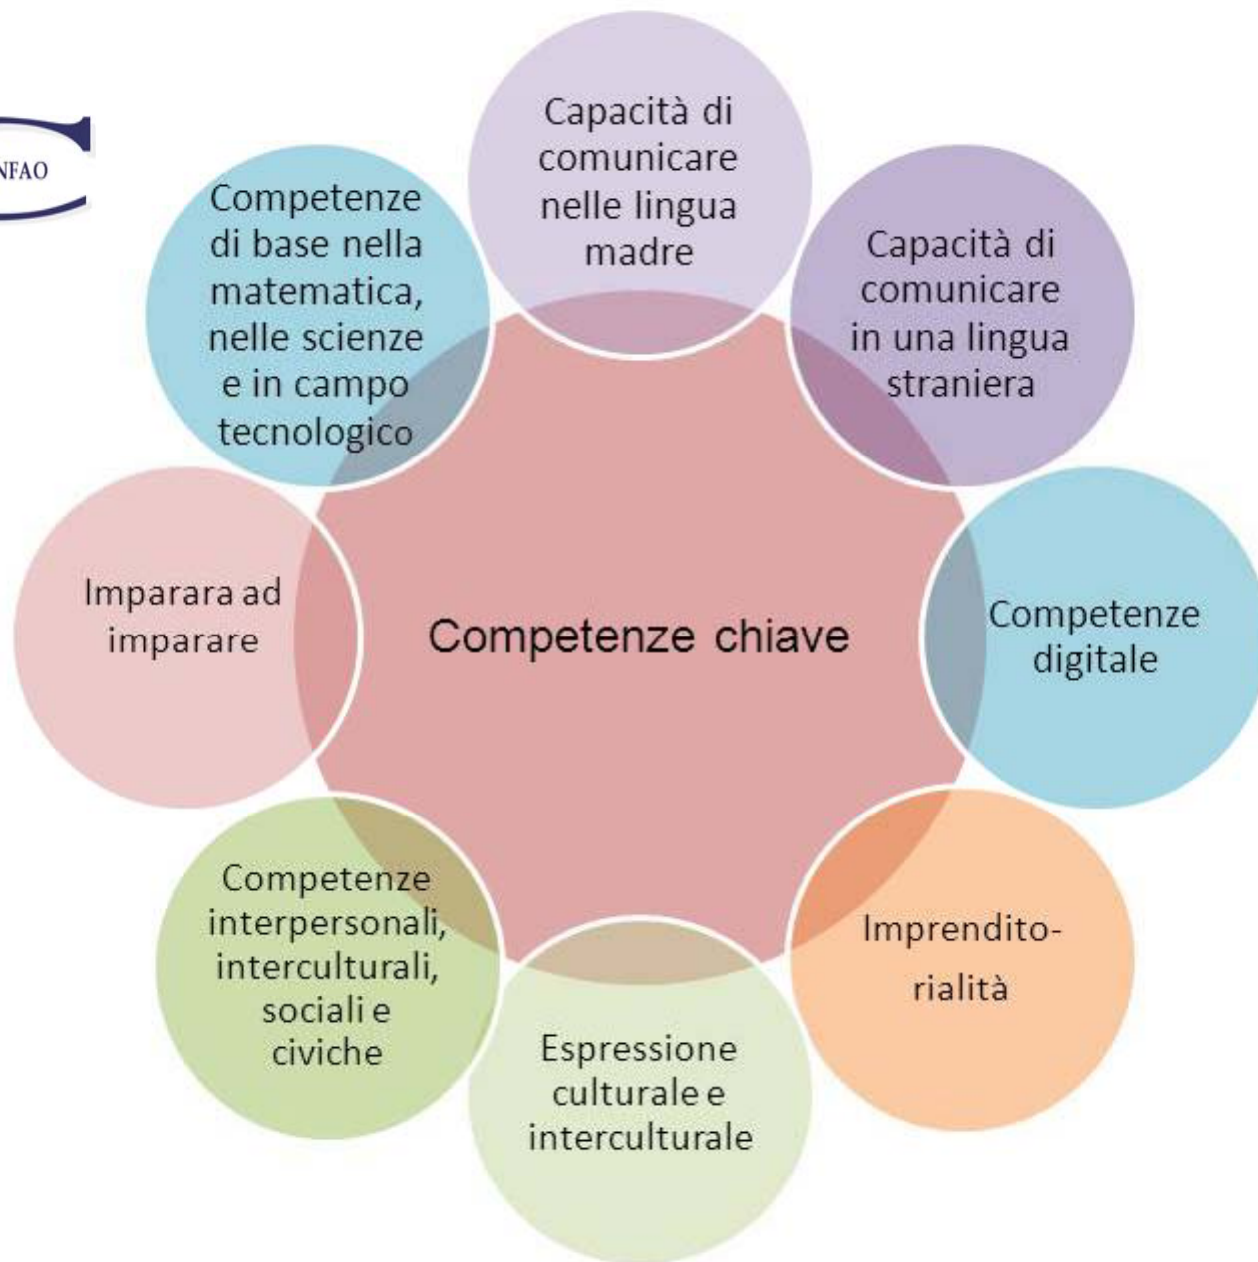 NFAO
Capacità di
comunicare
nelle lingua
madre
Capacità di
comunicare
in una lingua
straniera
Competenze
digitale
Imprendito-
rialità
Espressione
culturale e
interculturale
Competenze
interpersonali,
interculturali,
sociali e
civiche
Imparara ad
imparare
Competenze
di base nella
matematica,
nelle scienze
e in campo
tecnologico
Competenze chiave